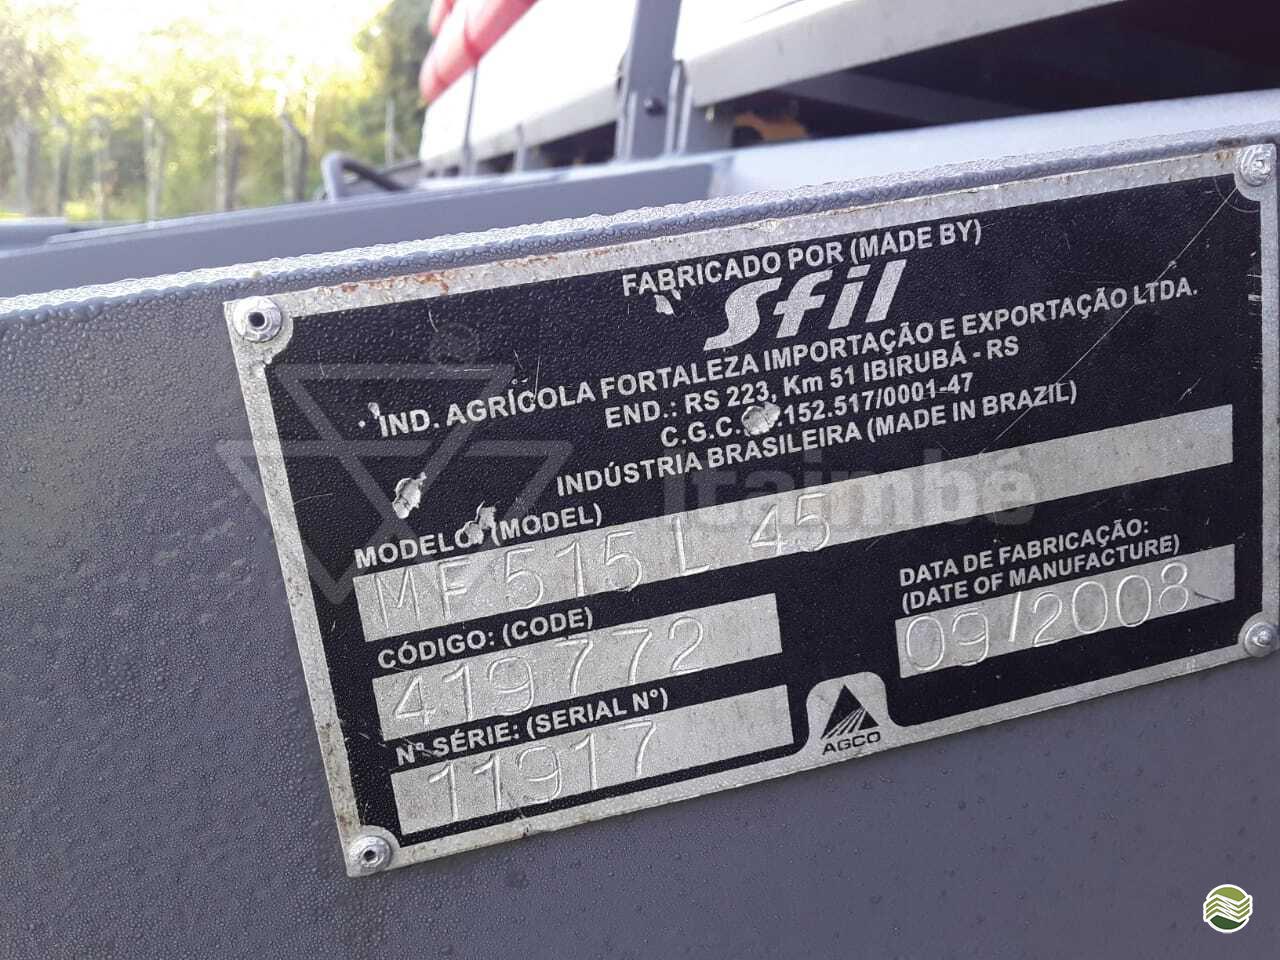 FABRICADO POR (MADE BY)
Sfil
IND. AGRÍCOLA FORTALEZA IMPORTAÇÃO E EXPORTAÇÃO LTDA.
END.: RS 223, Km 51 IBIRUBÁ - RS
C.G.C. .152.517/0001-47
INDÚSTRIA BRASILEIRA (MADE IN BRAZIL)
MODELO: (MODEL)
MF 515 L 45
CÓDIGO: (CODE)
419772
DATA DE FABRICAÇÃO:
(DATE OF MANUFACTURE)
09/2008
Nº SÉRIE: (SERIAL Nº)
11917
AGCO
itaimbé